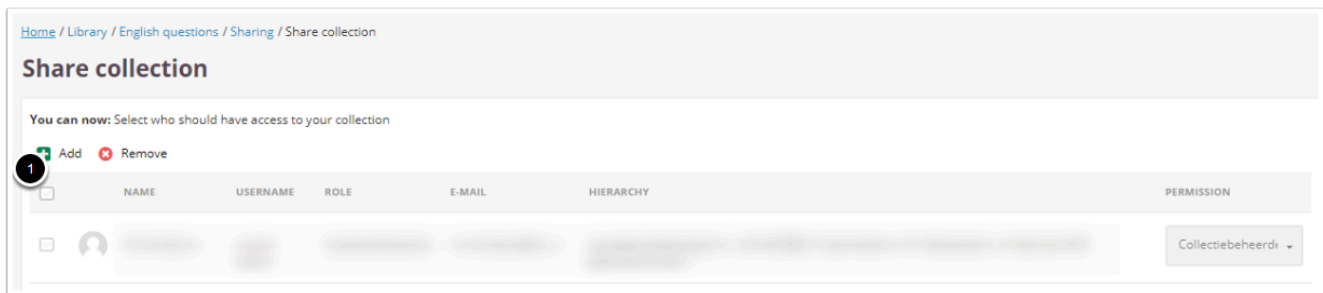 Home / Library / English questions / Sharing / Share collection
Share collection
You can now: Select who should have access to your collection
Add Remove
1
NAME USERNAME ROLE E-MAIL HIERARCHY PERMISSION
Collectiebeheerd